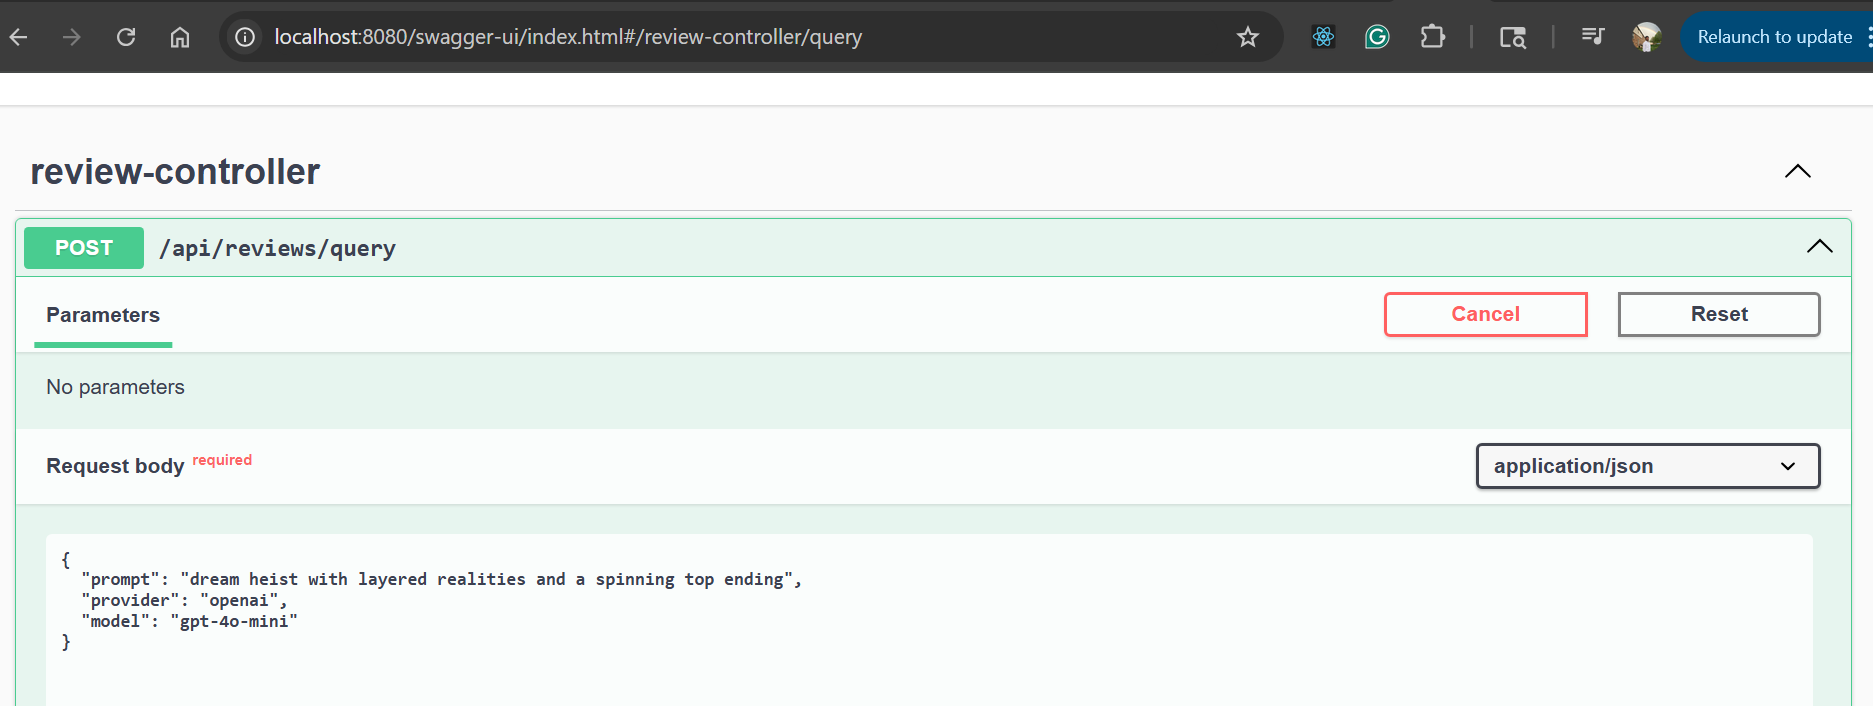 localhost:8080/swagger-ui/index.html#/review-controller/query
Relaunch to update
review-controller
POST /api/reviews/query
Parameters
Cancel
Reset
No parameters
Request body required
application/json
{
  "prompt": "dream heist with layered realities and a spinning top ending",
  "provider": "openai",
  "model": "gpt-4o-mini"
}